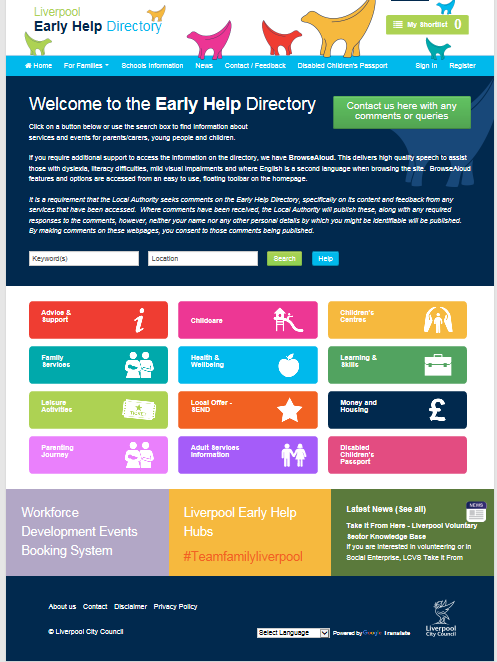 Liverpool
Early Help Directory
My Shortlist 0
Home For Families Schools Information News Contact / Feedback Disabled Children's Passport Sign in Register
Welcome to the Early Help Directory
Contact us here with any
comments or queries
Click on a button below or use the search box to find information about
services and events for parents/carers, young people and children.
If you require additional support to access the information on the directory, we have BrowseAloud. This delivers high quality speech to assist
those with dyslexia, literacy difficulties, mild visual impairments and where English is a second language when browsing the site. BrowseAloud
features and options are accessed from an easy to use, floating toolbar on the homepage.
It is a requirement that the Local Authority seeks comments on the Early Help Directory, specifically on its content and feedback from any
services that have been accessed. Where comments have been received, the Local Authority will publish these, along with any required
responses to the comments, however, neither your name nor any other personal details by which you might be identifiable will be published.
By making comments on these webpages, you consent to those comments being published.
Keyword(s) Location Search Help
Advice &
Support
Childcare
Children's
Centres
Family
Services
Health &
Wellbeing
Learning &
Skills
Leisure
Activities
TICKET
Local Offer -
SEND
Money and
Housing
£
Parenting
Journey
Adult Services
Information
Disabled
Children's
Passport
Workforce
Development Events
Booking System
Liverpool Early Help
Hubs
#Teamfamilyliverpool
Latest News (See all)
NEWS
Take It From Here - Liverpool Voluntary
Sector Knowledge Base
If you are interested in volunteering or in
Social Enterprise, LCVS Take It From
About us Contact Disclaimer Privacy Policy
© Liverpool City Council
Select Language Powered by Google Translate
Liverpool
City Council